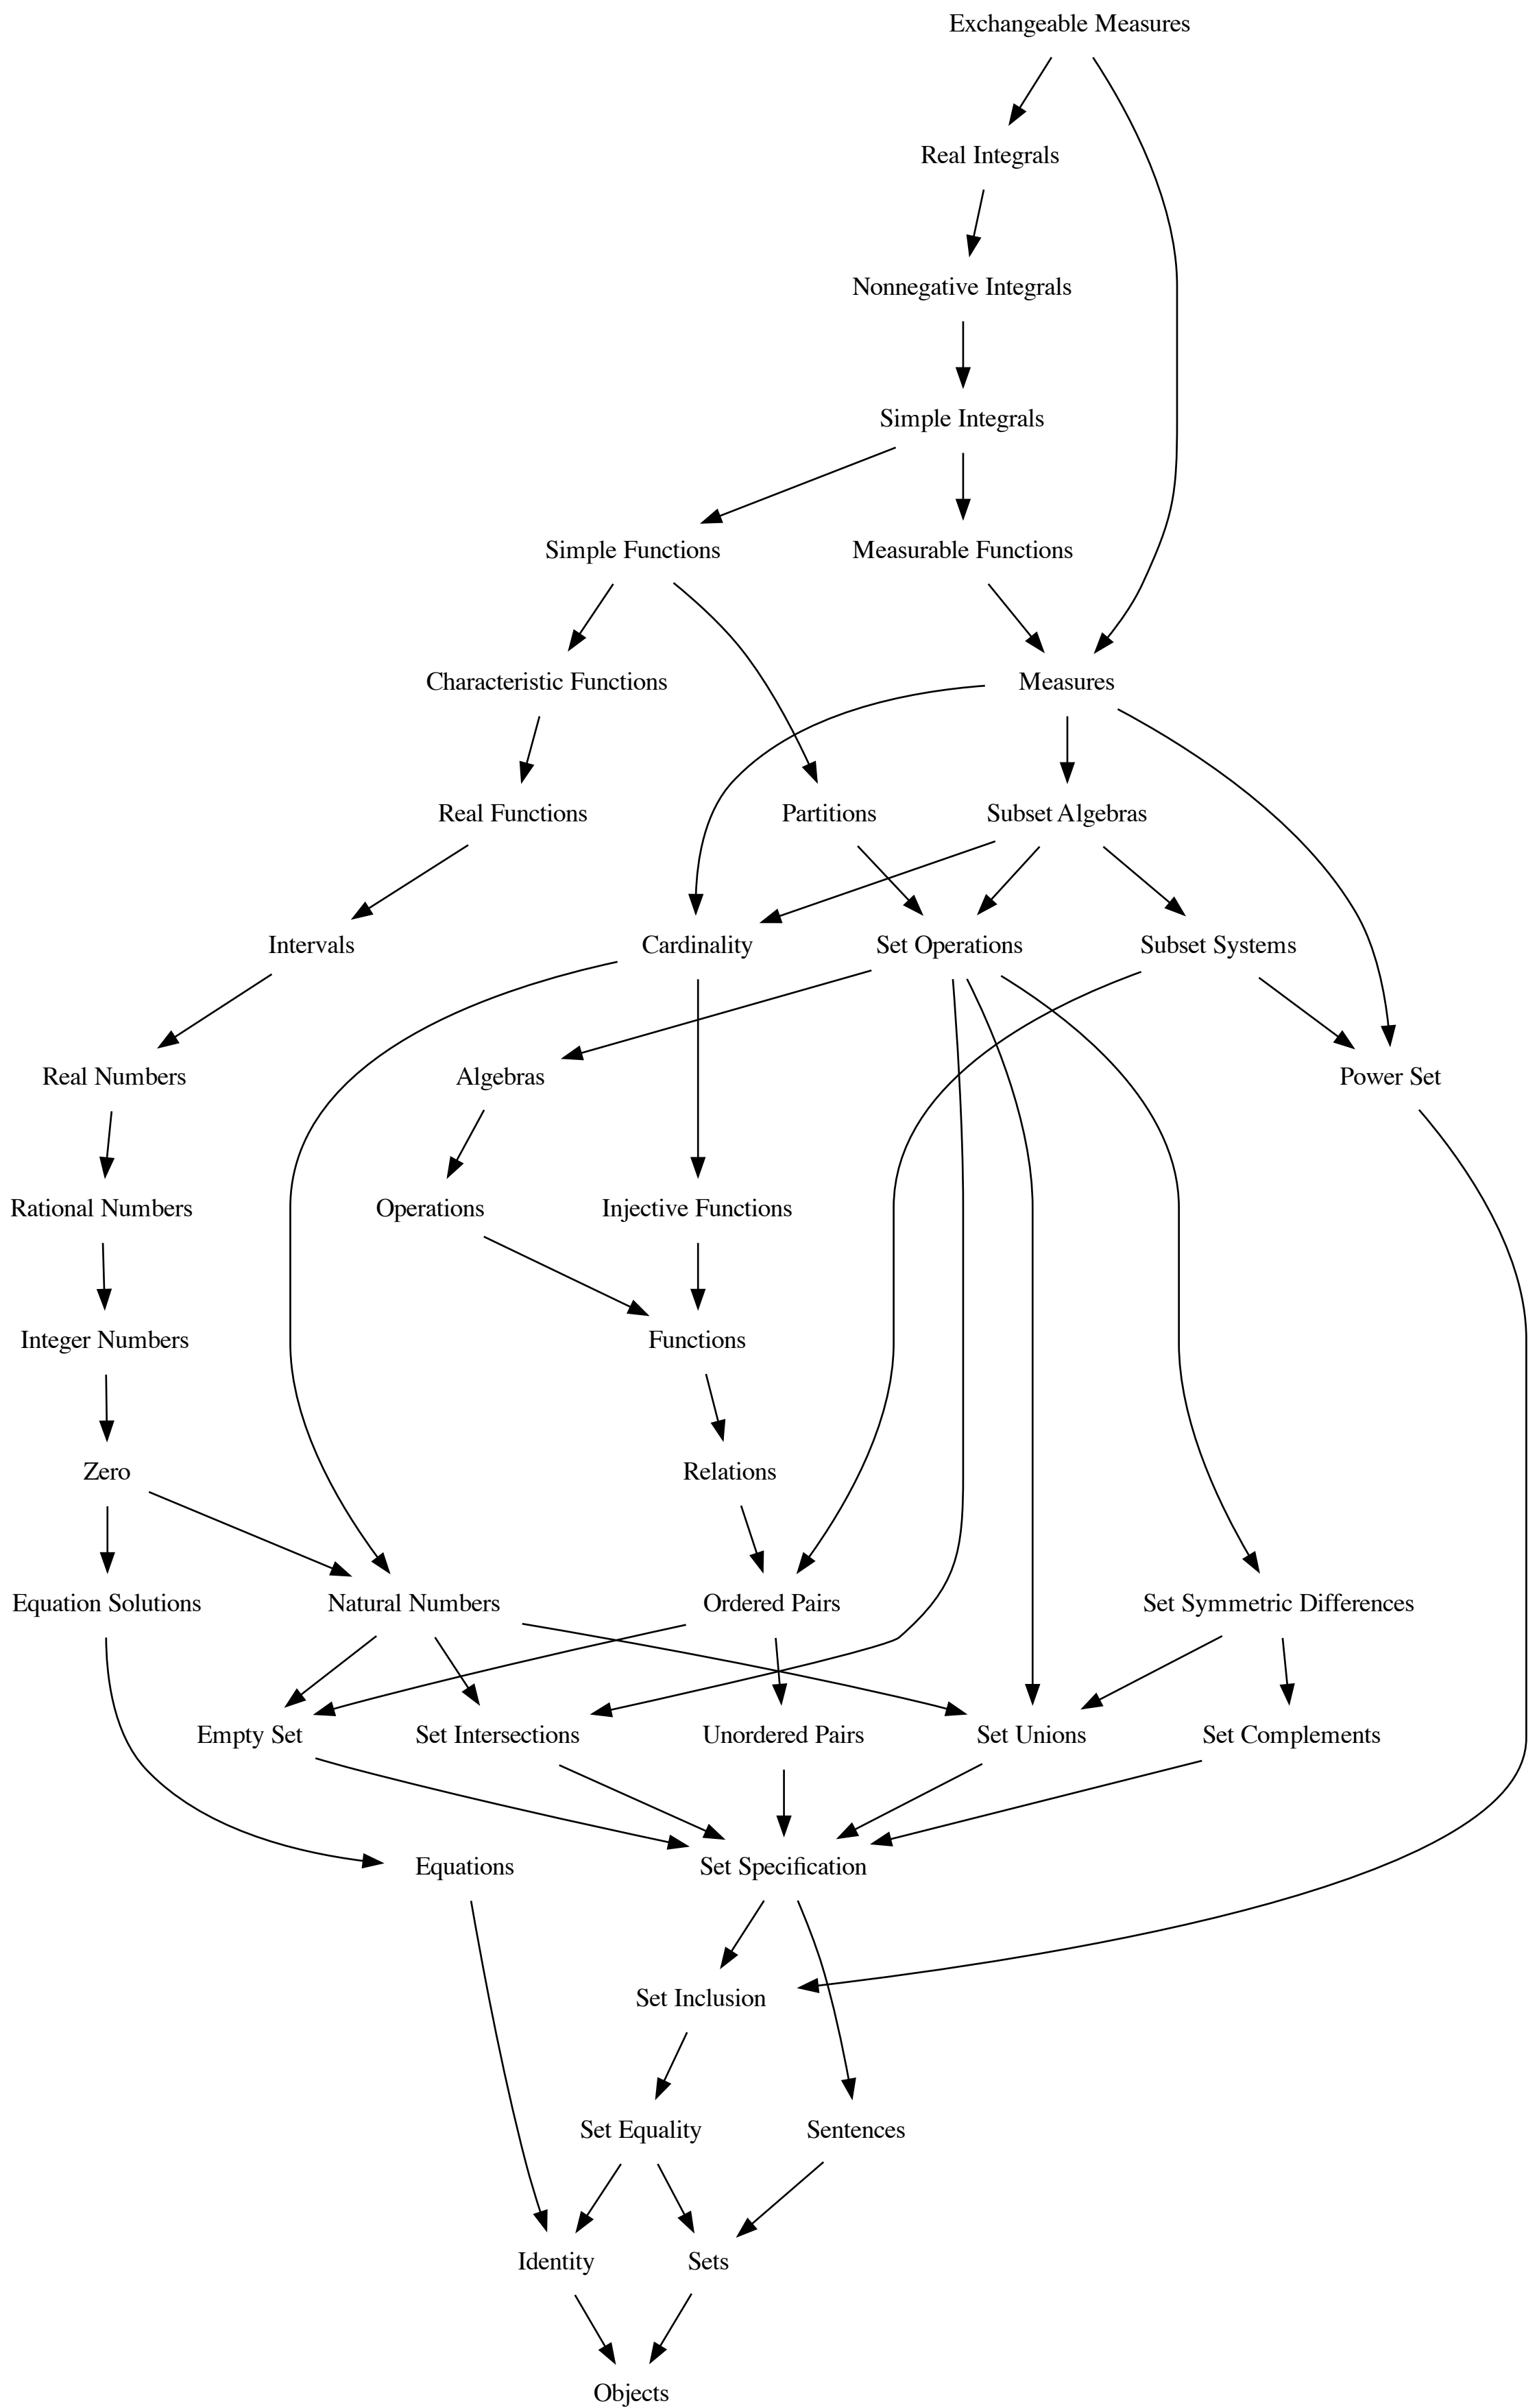 Exchangeable Measures
Real Integrals
Nonnegative Integrals
Simple Integrals
Simple Functions
Measurable Functions
Characteristic Functions
Measures
Real Functions
Partitions
Subset Algebras
Intervals
Cardinality
Set Operations
Subset Systems
Real Numbers
Algebras
Power Set
Rational Numbers
Operations
Injective Functions
Integer Numbers
Functions
Zero
Relations
Equation Solutions
Natural Numbers
Ordered Pairs
Set Symmetric Differences
Empty Set
Set Intersections
Unordered Pairs
Set Unions
Set Complements
Equations
Set Specification
Set Inclusion
Set Equality
Sentences
Identity
Sets
Objects